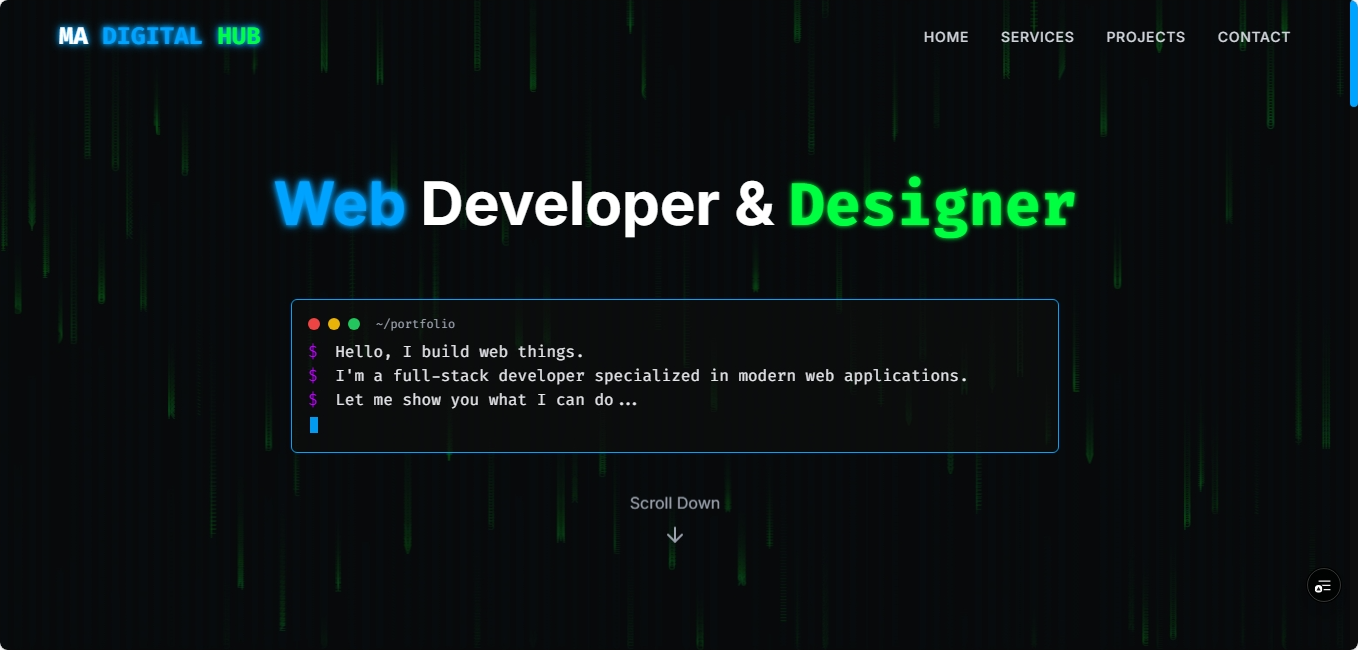 MA DIGITAL HUB
HOME SERVICES PROJECTS CONTACT
Web Developer & Designer
~/portfolio
$ Hello, I build web things.
$ I'm a full-stack developer specialized in modern web applications.
$ Let me show you what I can do...
Scroll Down